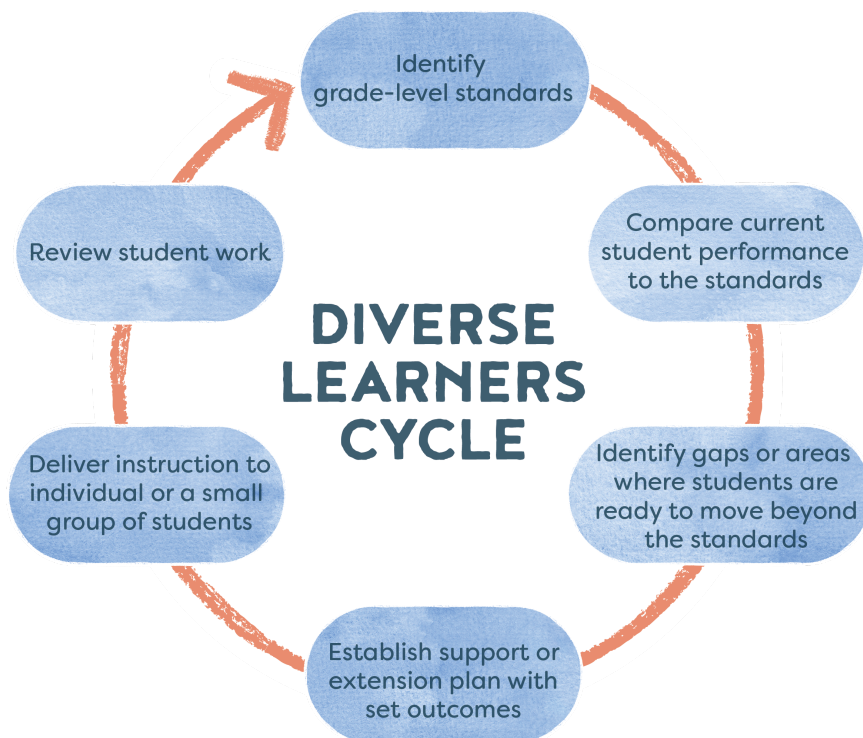 Identify
grade-level standards
Compare current
student performance
to the standards
Identify gaps or areas
where students are
ready to move beyond
the standards
Establish support or
extension plan with
set outcomes
Deliver instruction to
individual or a small
group of students
Review student work
DIVERSE
LEARNERS
CYCLE